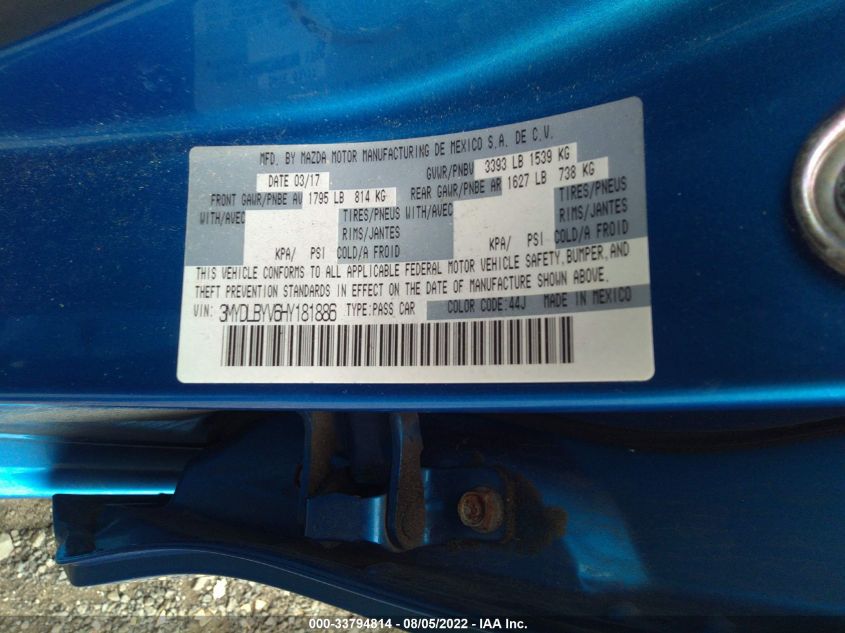 MFD. BY MAZDA MOTOR MANUFACTURING DE MEXICO S.A. DE C.V.
DATE 03/17 GVWR/PNBV 3393 LB 1539 KG
FRONT GAWR/PNBE AV 1795 LB 814 KG REAR GAWR/PNBE AR 1627 LB 738 KG
WITH/AVEC TIRES/PNEUS WITH/AVEC TIRES/PNEUS
RIMS/JANTES RIMS/JANTES
KPA/ PSI COLD/A FROID KPA/ PSI COLD/A FROID
THIS VEHICLE CONFORMS TO ALL APPLICABLE FEDERAL MOTOR VEHICLE SAFETY, BUMPER, AND
THEFT PREVENTION STANDARDS IN EFFECT ON THE DATE OF MANUFACTURE SHOWN ABOVE.
VIN: 3MYDLBYV6HY181886 TYPE:PASS CAR COLOR CODE:44J MADE IN MEXICO
000-33794814 - 08/05/2022 - IAA Inc.